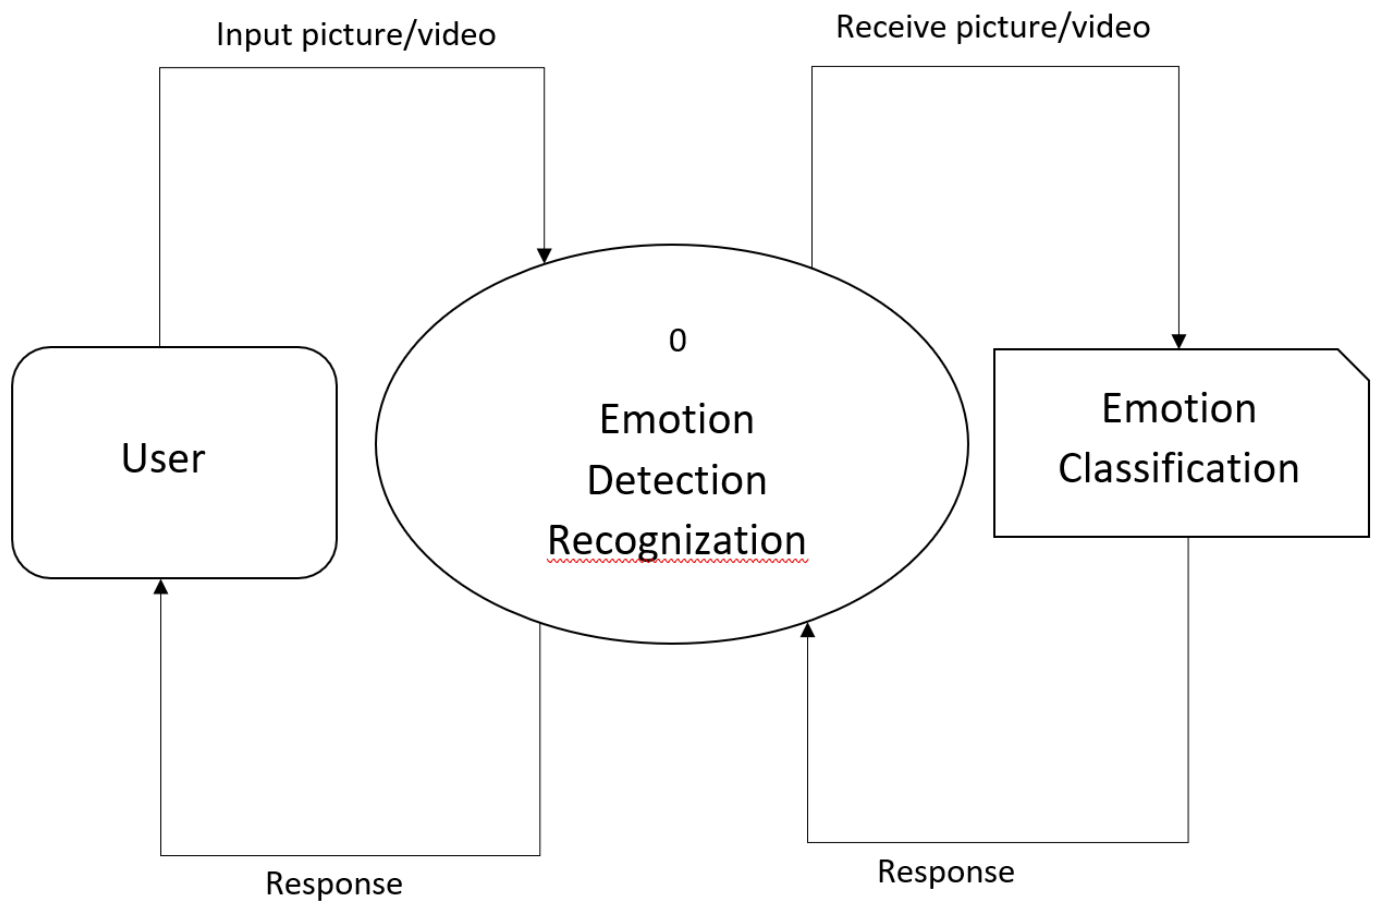 Input picture/video
Receive picture/video
0
Emotion
Detection
Recognization
User
Emotion
Classification
Response
Response